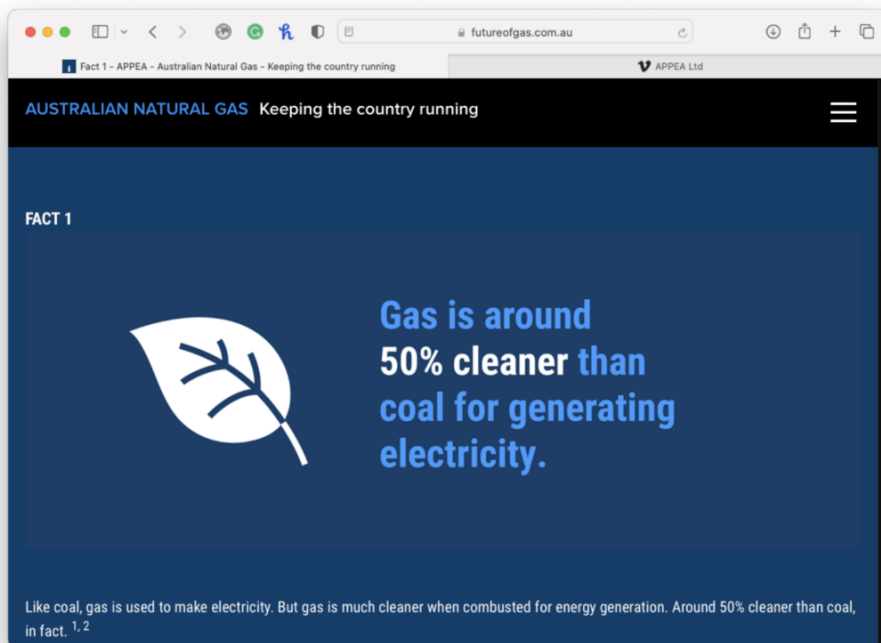 futureofgas.com.au
Fact 1 - APPEA - Australian Natural Gas - Keeping the country running
APPEA Ltd
AUSTRALIAN NATURAL GAS Keeping the country running
FACT 1
Gas is around
50% cleaner than
coal for generating
electricity.
Like coal, gas is used to make electricity. But gas is much cleaner when combusted for energy generation. Around 50% cleaner than coal,
in fact. 1, 2